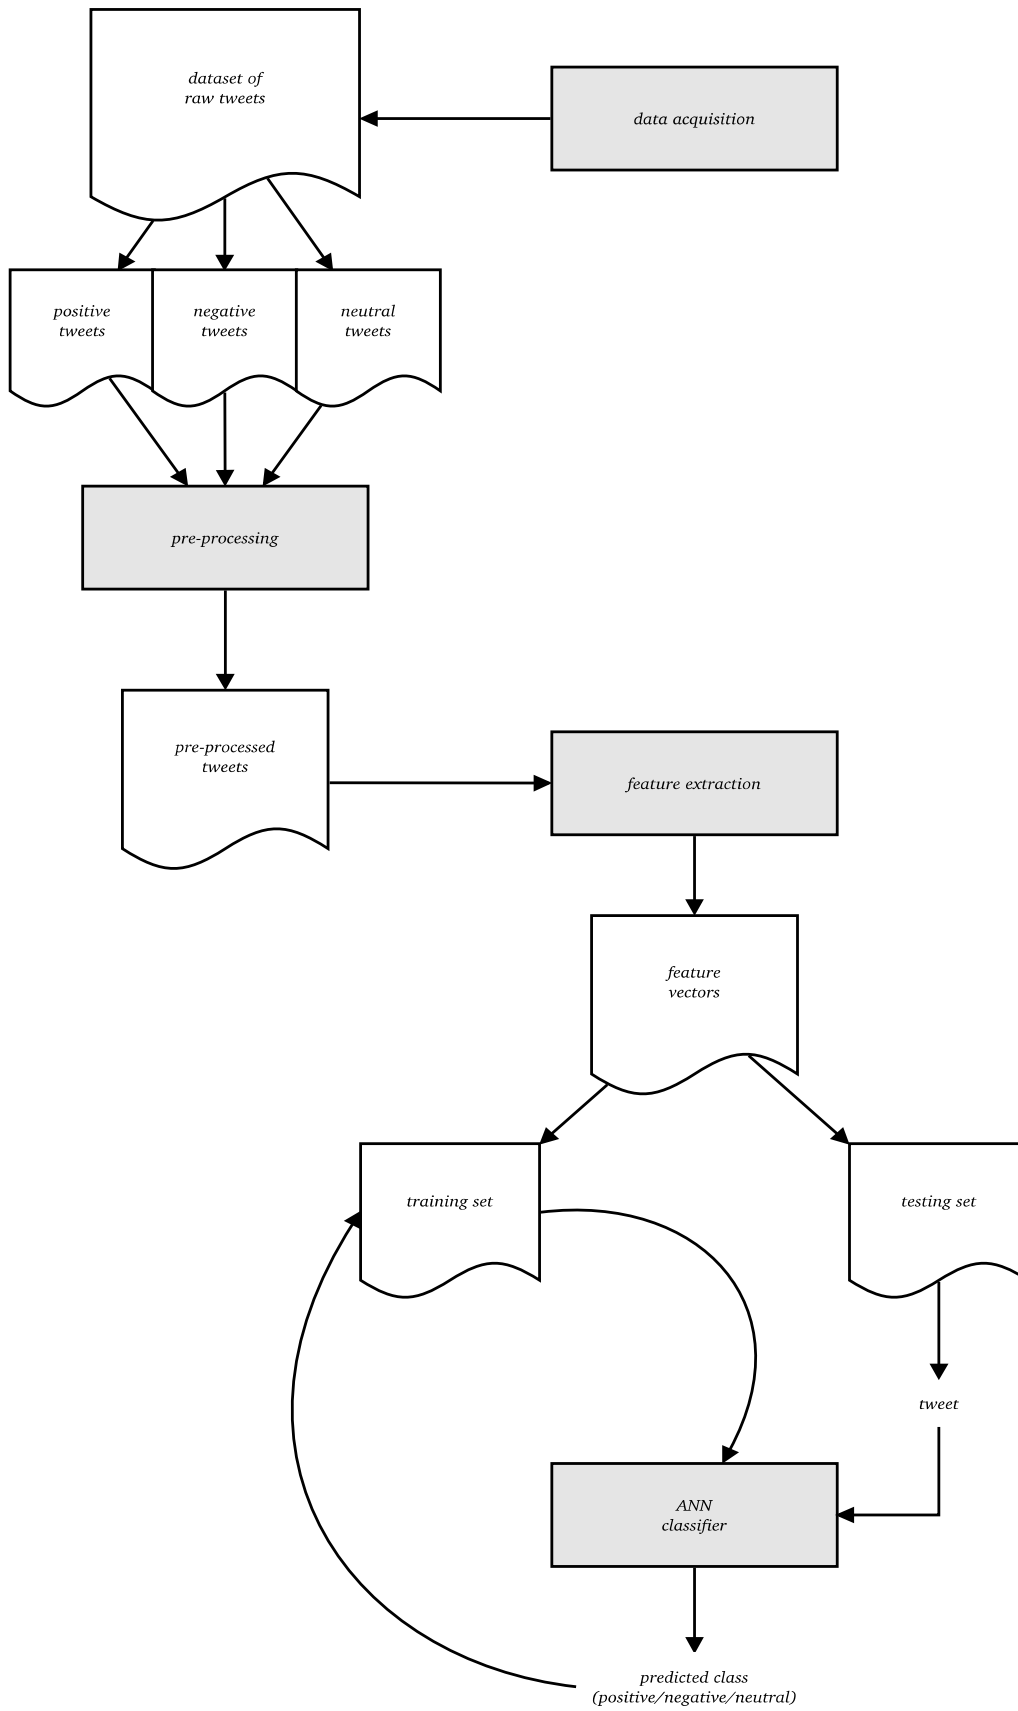 dataset of
raw tweets
data acquisition
positive
tweets
negative
tweets
neutral
tweets
pre-processing
pre-processed
tweets
feature extraction
feature
vectors
training set
testing set
tweet
ANN
classifier
predicted class
(positive/negative/neutral)